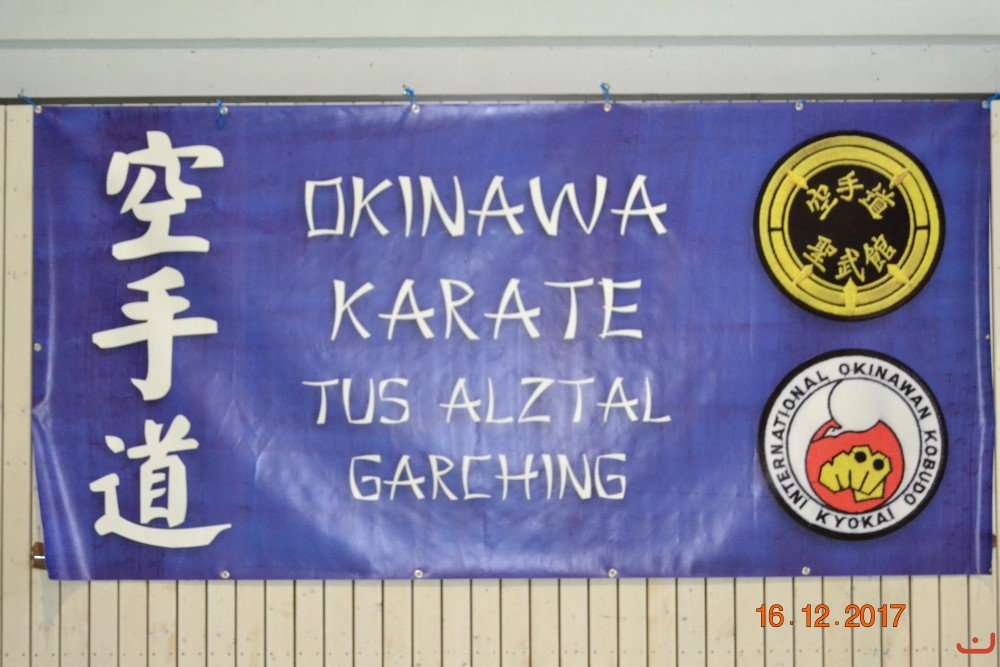 空手道
OKINAWA
KARATE
TUS ALZTAL
GARCHING
空手道
聖武館
INTERNATIONAL OKINAWAN KOBUDO
KYOKAI
16.12.2017